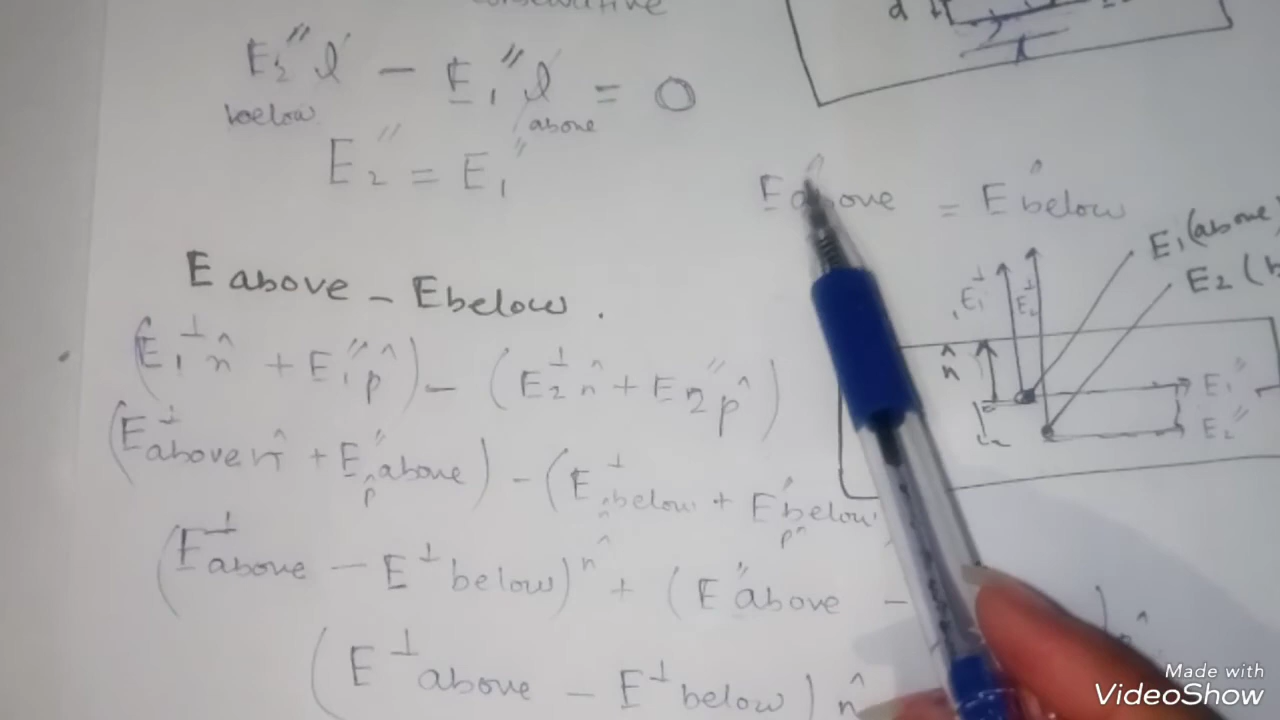 E₂″ l − E₁″ l = 0
below above
E₂″ = E₁″
E″above = E″below
E above − E below.
(E₁⊥ n̂ + E₁″ p̂) − (E₂⊥ n̂ + E₂″ p̂)
(E⊥above n̂ + E″ p̂ above) − (E⊥ n̂ below + E″below p̂
(E⊥above − E⊥below) n̂ + (E″above −
(E⊥above − E⊥below) n̂
d
l
E₁ (above)
E₂ (b
E₁⊥ E₂⊥
n̂
E₁″
E₂″
Made with
VideoShow